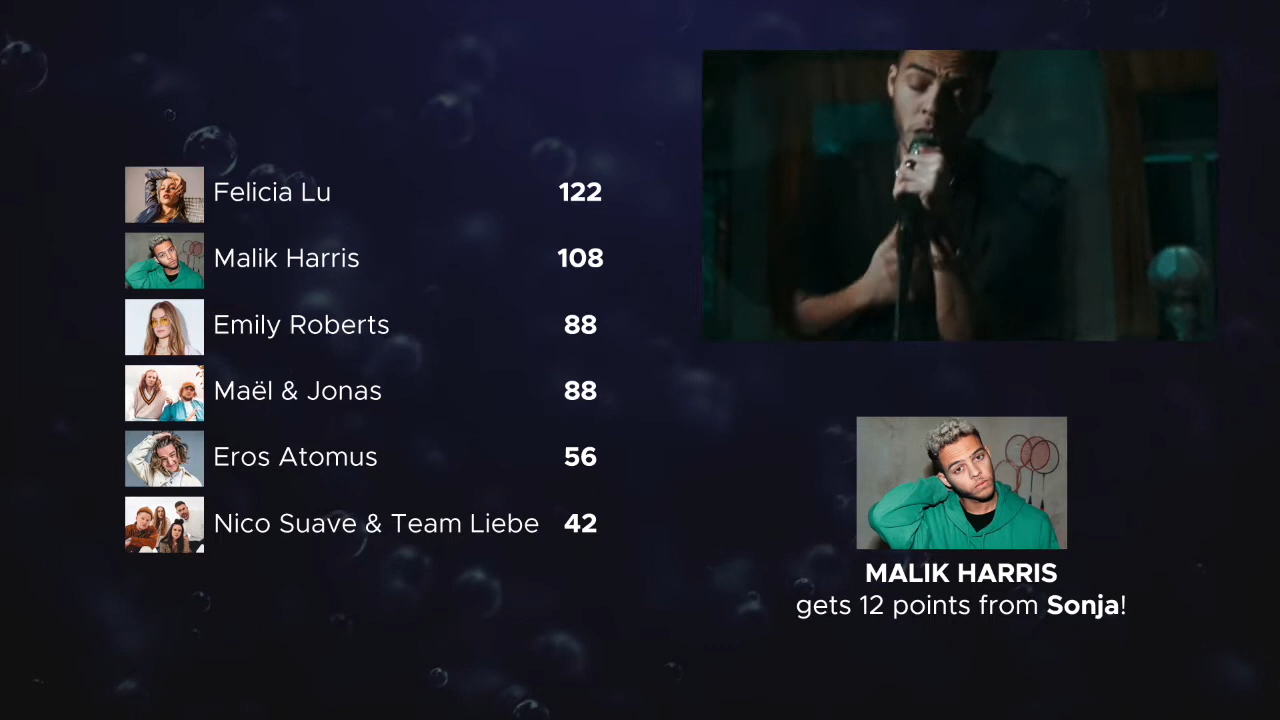 Felicia Lu 122
Malik Harris 108
Emily Roberts 88
Maël & Jonas 88
Eros Atomus 56
Nico Suave & Team Liebe 42
MALIK HARRIS
gets 12 points from Sonja!